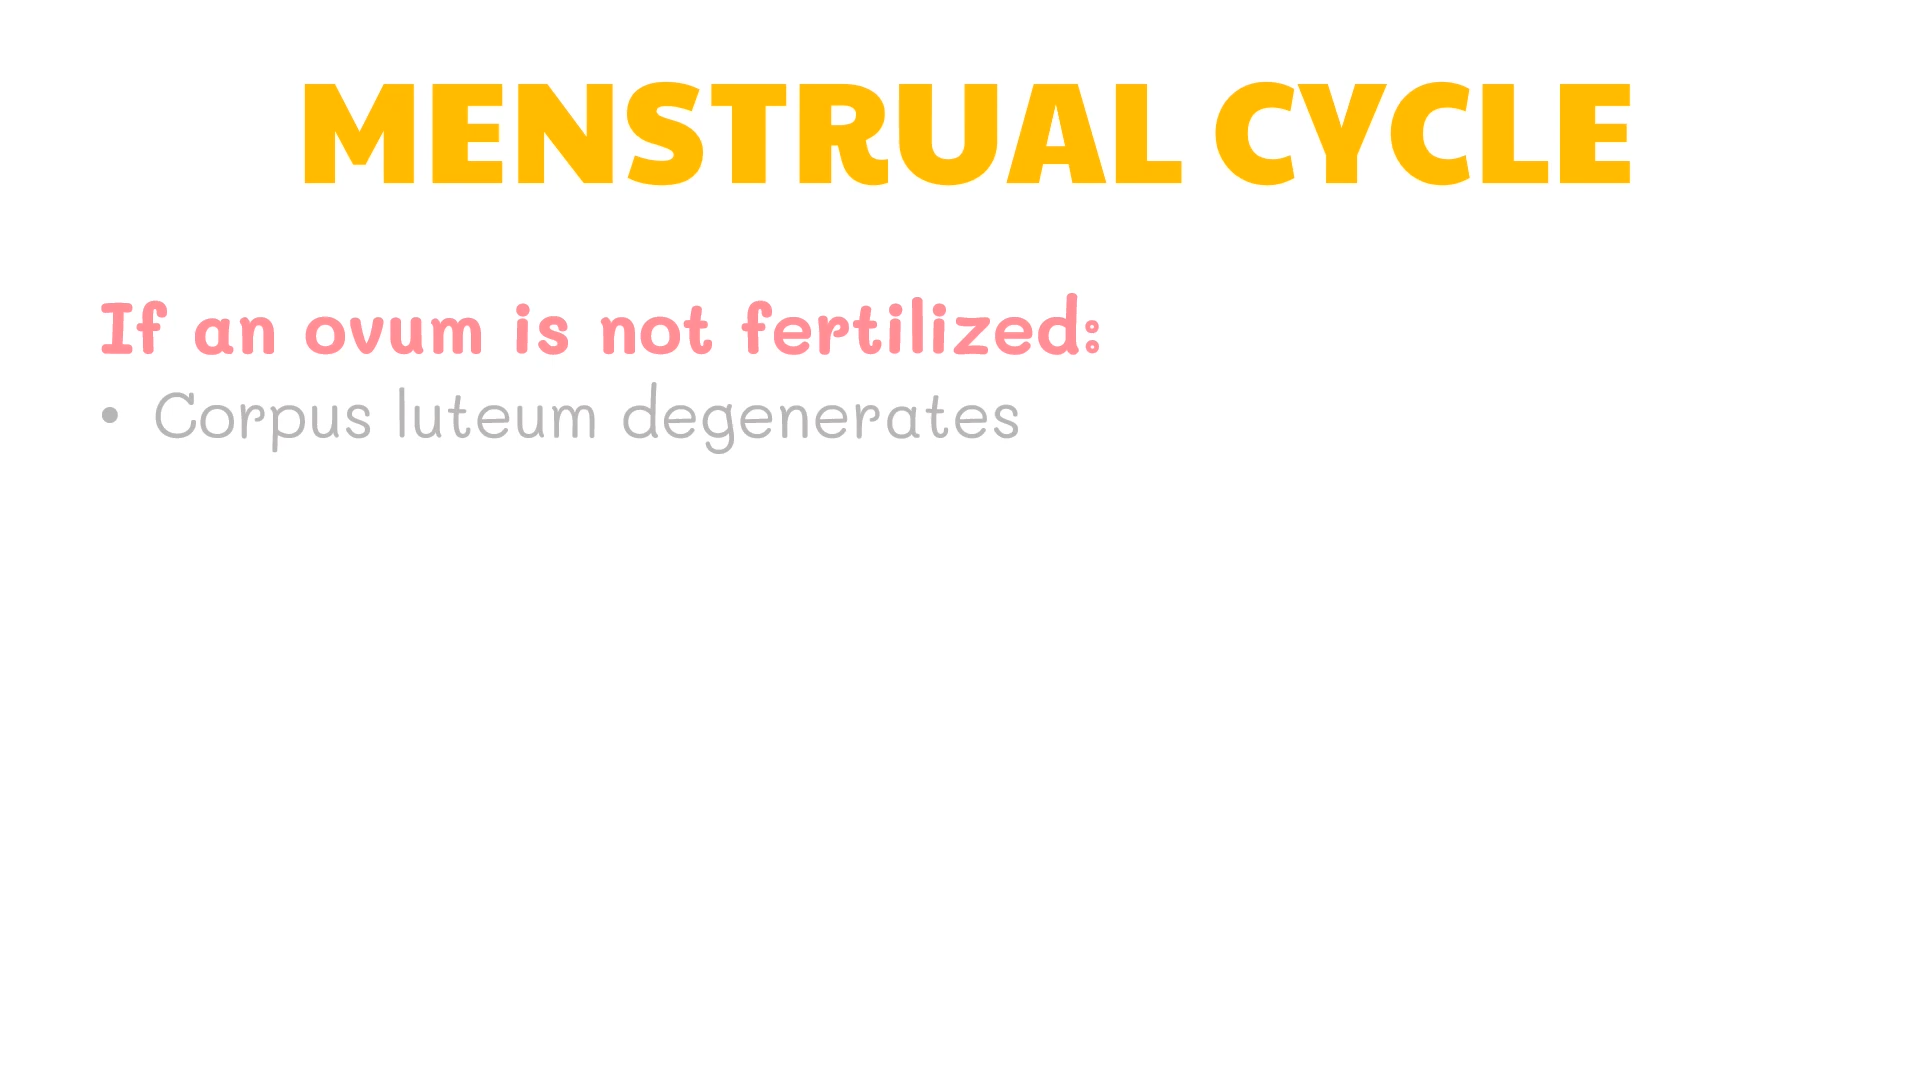 MENSTRUAL CYCLE
If an ovum is not fertilized:
• Corpus luteum degenerates